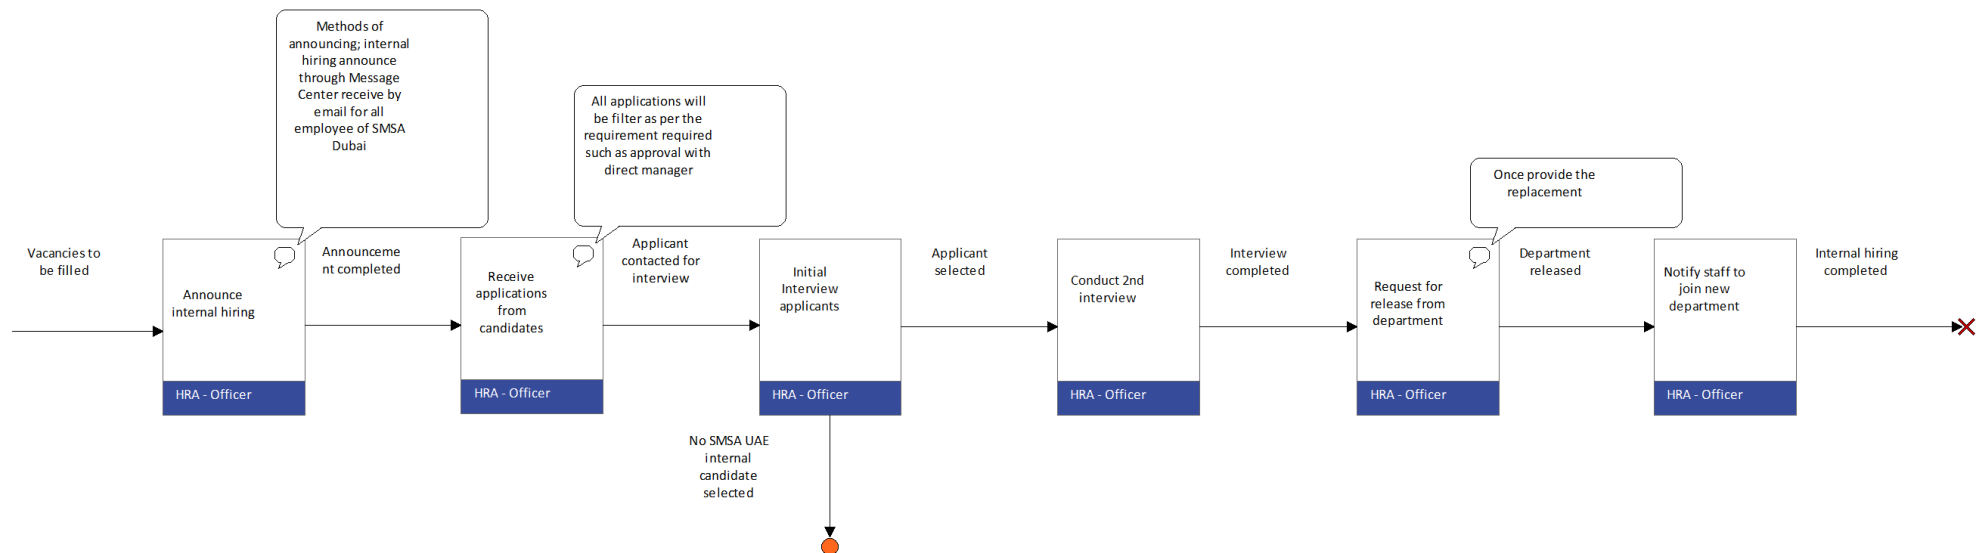 Methods of
announcing; internal
hiring announce
through Message
Center receive by
email for all
employee of SMSA
Dubai
All applications will
be filter as per the
requirement required
such as approval with
direct manager
Once provide the
replacement
Vacancies to
be filled
Announce
internal hiring
HRA - Officer
Announceme
nt completed
Receive
applications
from
candidates
HRA - Officer
Applicant
contacted for
interview
Initial
Interview
applicants
HRA - Officer
No SMSA UAE
internal
candidate
selected
Applicant
selected
Conduct 2nd
interview
HRA - Officer
Interview
completed
Request for
release from
department
HRA - Officer
Department
released
Notify staff to
join new
department
HRA - Officer
Internal hiring
completed